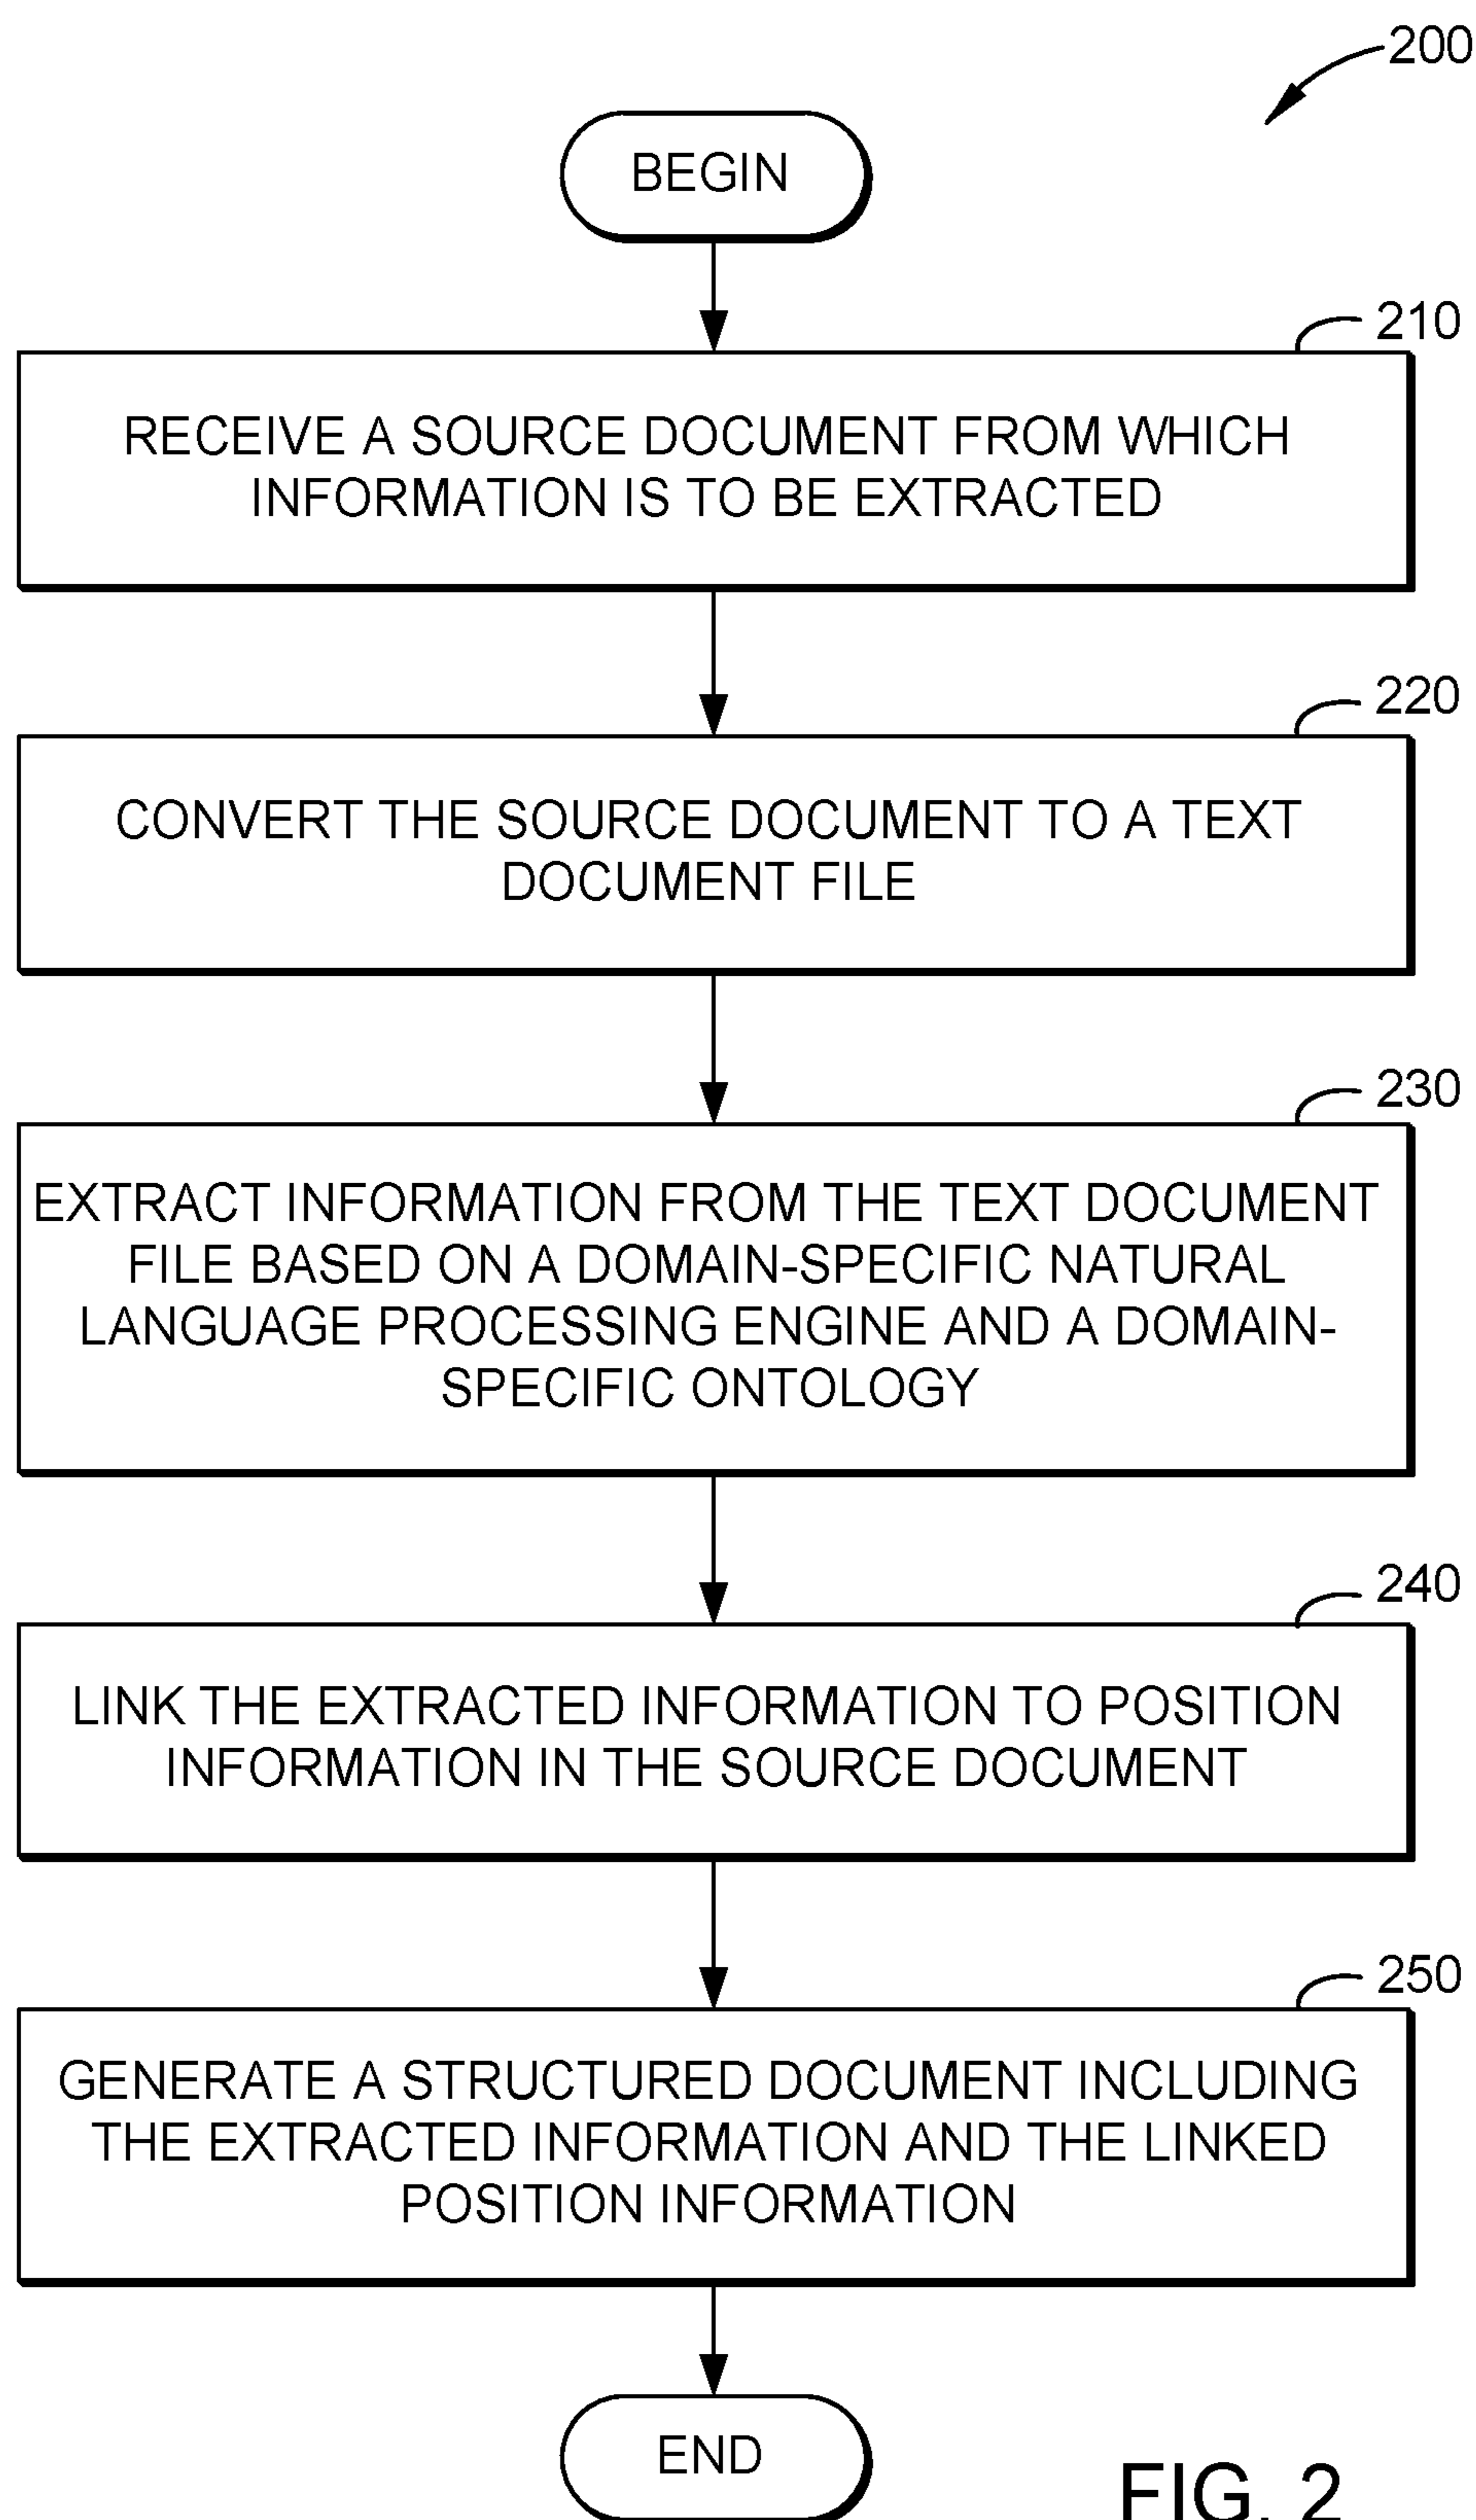 200
BEGIN
210
RECEIVE A SOURCE DOCUMENT FROM WHICH
INFORMATION IS TO BE EXTRACTED
220
CONVERT THE SOURCE DOCUMENT TO A TEXT
DOCUMENT FILE
230
EXTRACT INFORMATION FROM THE TEXT DOCUMENT
FILE BASED ON A DOMAIN-SPECIFIC NATURAL
LANGUAGE PROCESSING ENGINE AND A DOMAIN-
SPECIFIC ONTOLOGY
240
LINK THE EXTRACTED INFORMATION TO POSITION
INFORMATION IN THE SOURCE DOCUMENT
250
GENERATE A STRUCTURED DOCUMENT INCLUDING
THE EXTRACTED INFORMATION AND THE LINKED
POSITION INFORMATION
END
FIG. 2